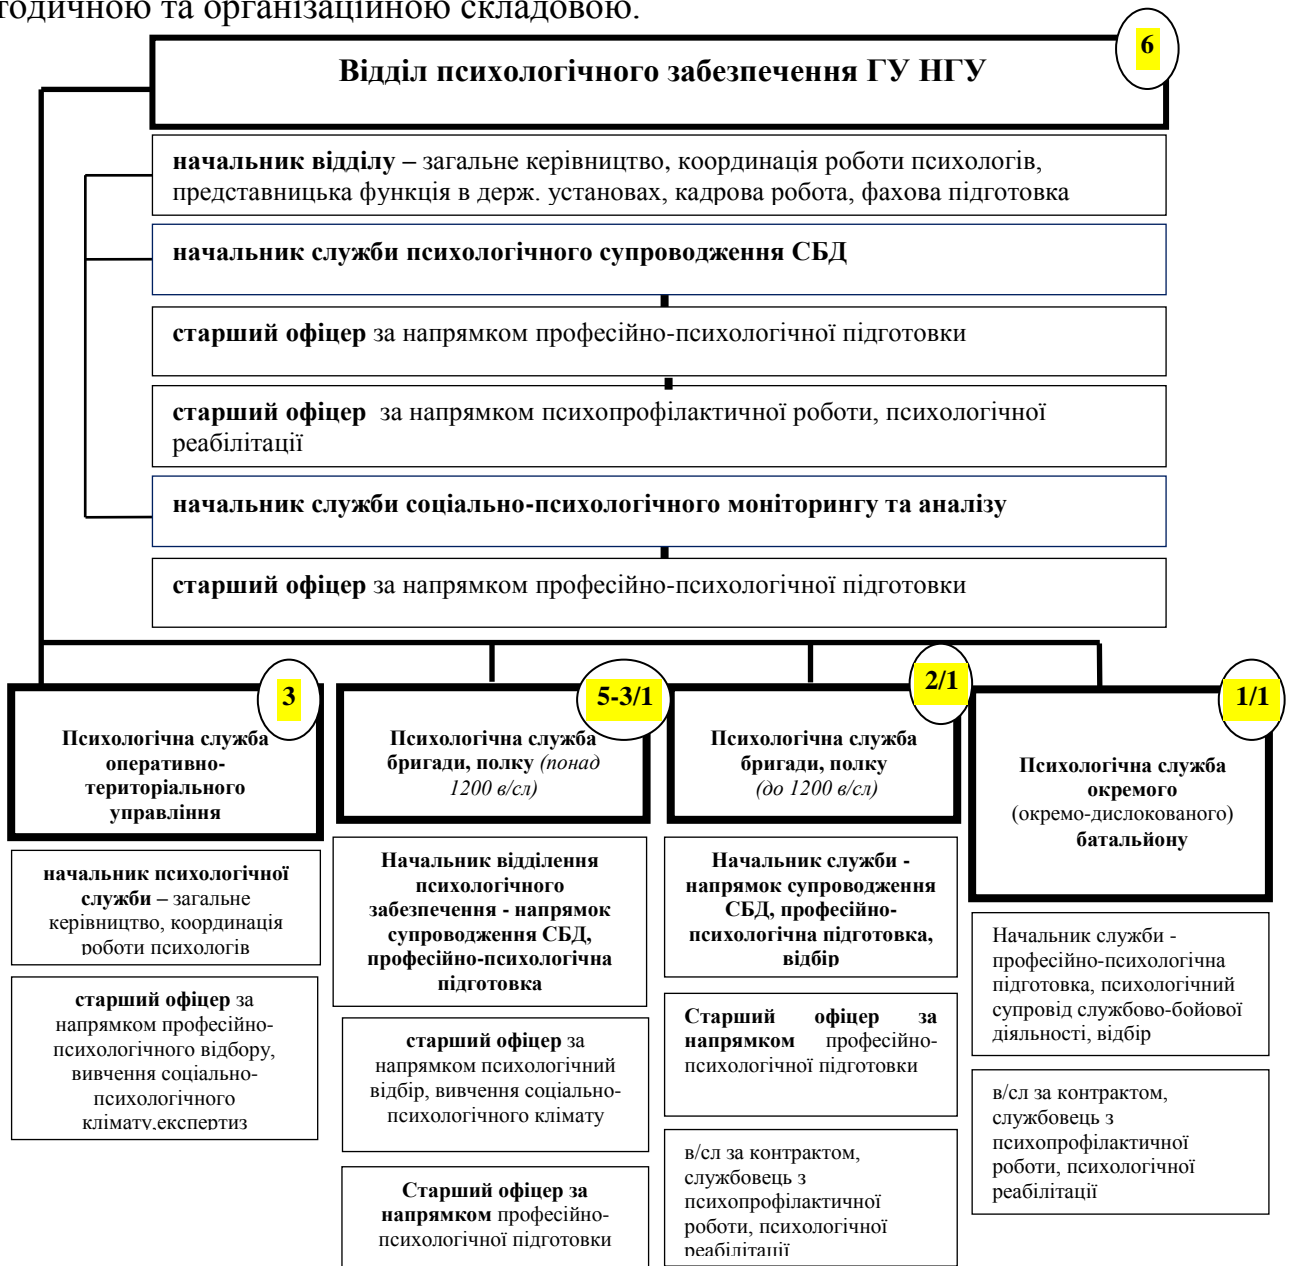 тодичною та організаційною складовою.
6
Відділ психологічного забезпечення ГУ НГУ
начальник відділу – загальне керівництво, координація роботи психологів,
представницька функція в держ. установах, кадрова робота, фахова підготовка
начальник служби психологічного супроводження СБД
старший офіцер за напрямком професійно-психологічної підготовки
старший офіцер за напрямком психопрофілактичної роботи, психологічної
реабілітації
начальник служби соціально-психологічного моніторингу та аналізу
старший офіцер за напрямком професійно-психологічної підготовки
3
Психологічна служба
оперативно-
територіального
управління
начальник психологічної
служби – загальне
керівництво, координація
роботи психологів
старший офіцер за
напрямком професійно-
психологічного відбору,
вивчення соціально-
психологічного
клімату,експертиз
5-3/1
Психологічна служба
бригади, полку (понад
1200 в/сл)
Начальник відділення
психологічного
забезпечення - напрямок
супроводження СБД,
професійно-психологічна
підготовка
старший офіцер за
напрямком психологічний
відбір, вивчення соціально-
психологічного клімату
Старший офіцер за
напрямком професійно-
психологічної підготовки
2/1
Психологічна служба
бригади, полку
(до 1200 в/сл)
Начальник служби -
напрямок супроводження
СБД, професійно-
психологічна підготовка,
відбір
Старший офіцер за
напрямком професійно-
психологічної підготовки
в/сл за контрактом,
службовець з
психопрофілактичної
роботи, психологічної
реабілітації
1/1
Психологічна служба
окремого
(окремо-дислокованого)
батальйону
Начальник служби -
професійно-психологічна
підготовка, психологічний
супровід службово-бойової
діяльності, відбір
в/сл за контрактом,
службовець з
психопрофілактичної
роботи, психологічної
реабілітації